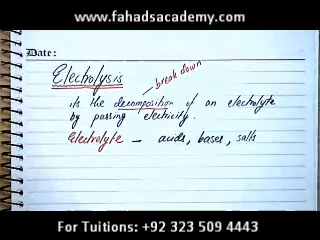 www.fahadsacademy.com
Date:
Electrolysis
break down
its the decomposition of an electrolyte
by passing electricity.
Electrolyte – acids, bases, salts
For Tuitions: +92 323 509 4443